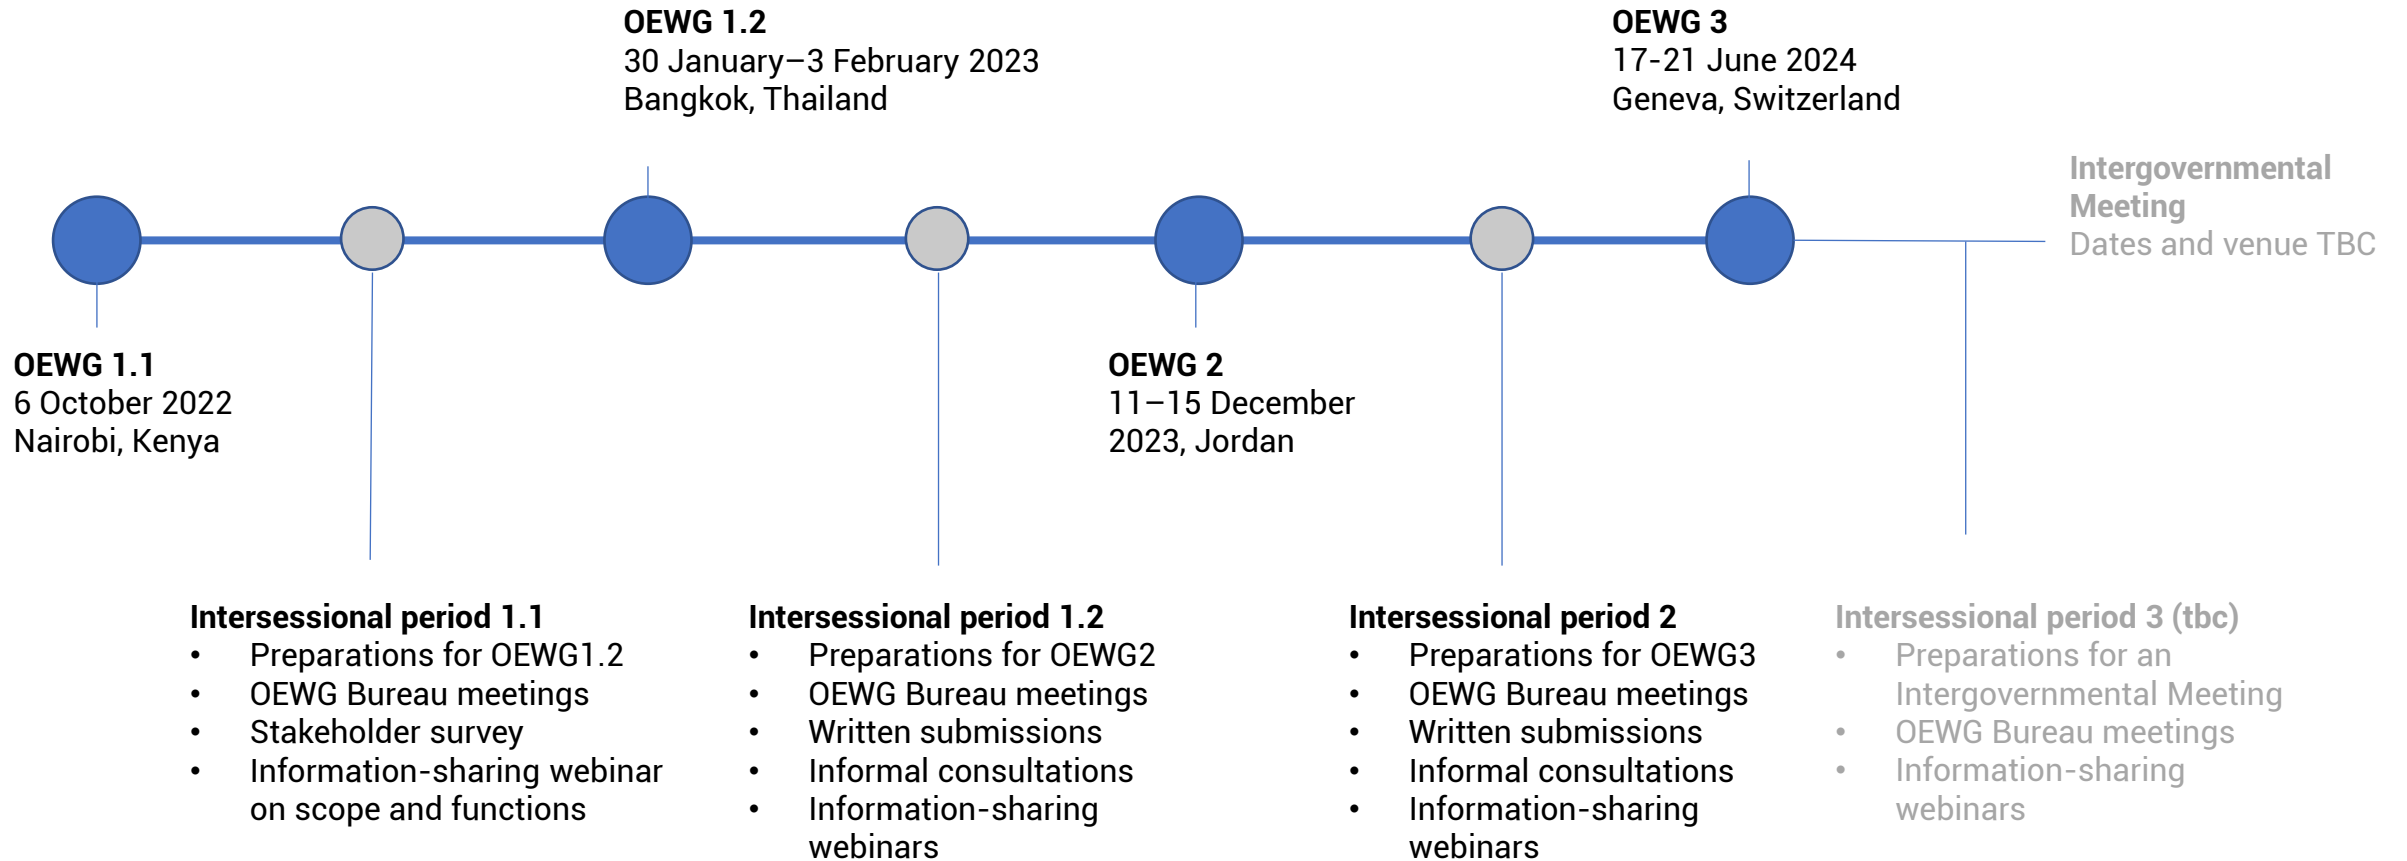 OEWG 1.2
30 January–3 February 2023
Bangkok, Thailand
OEWG 3
17-21 June 2024
Geneva, Switzerland
Intergovernmental
Meeting
Dates and venue TBC
OEWG 1.1
6 October 2022
Nairobi, Kenya
OEWG 2
11–15 December
2023, Jordan
Intersessional period 1.1
• Preparations for OEWG1.2
• OEWG Bureau meetings
• Stakeholder survey
• Information-sharing webinar
on scope and functions
Intersessional period 1.2
• Preparations for OEWG2
• OEWG Bureau meetings
• Written submissions
• Informal consultations
• Information-sharing
webinars
Intersessional period 2
• Preparations for OEWG3
• OEWG Bureau meetings
• Written submissions
• Informal consultations
• Information-sharing
webinars
Intersessional period 3 (tbc)
• Preparations for an
Intergovernmental Meeting
• OEWG Bureau meetings
• Information-sharing
webinars